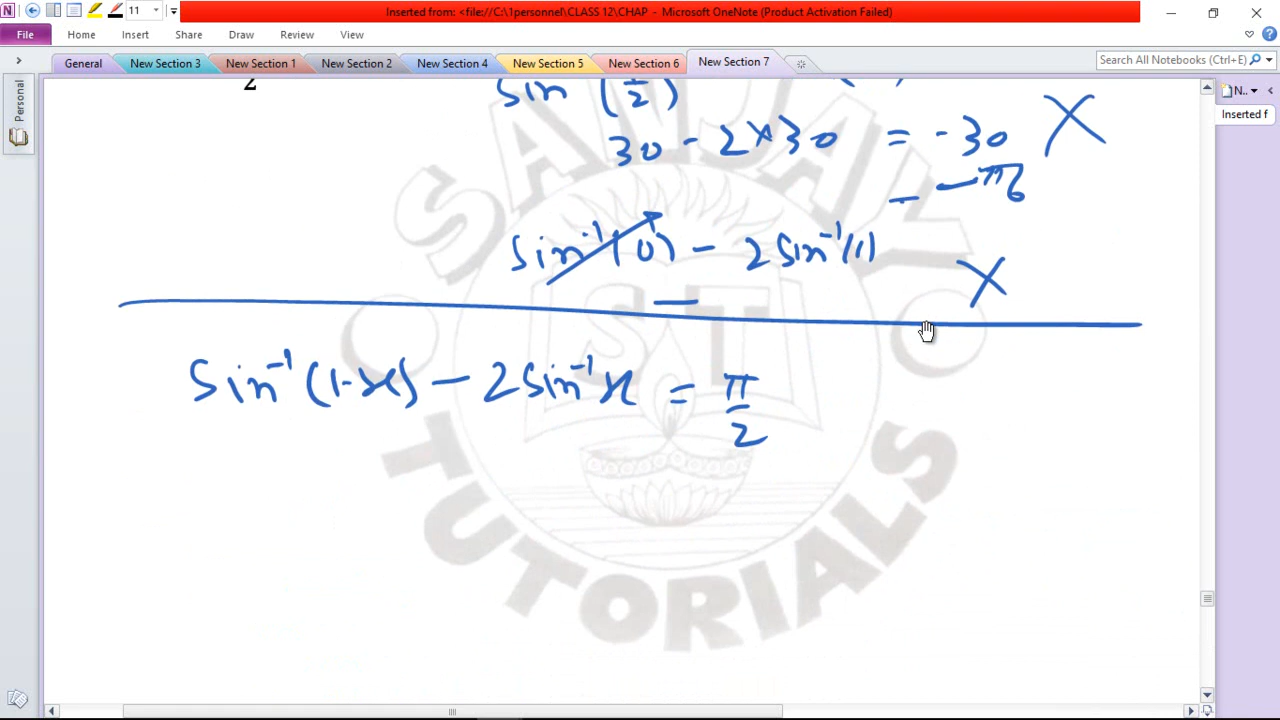 11 Inserted from: <file://C:\1personnel\CLASS 12\CHAP - Microsoft OneNote (Product Activation Failed)
File Home Insert Share Draw Review View
General New Section 3 New Section 1 New Section 2 New Section 4 New Section 5 New Section 6 New Section 7 Search All Notebooks (Ctrl+E)
Personal
N..
Inserted f
2
30 - 2×30 = -30 X
- -π/6
sin⁻¹(0) - 2sin⁻¹(1) X
Sin⁻¹(1-x) - 2Sin⁻¹x = π/2
SANJAY
ST
TUTORIALS